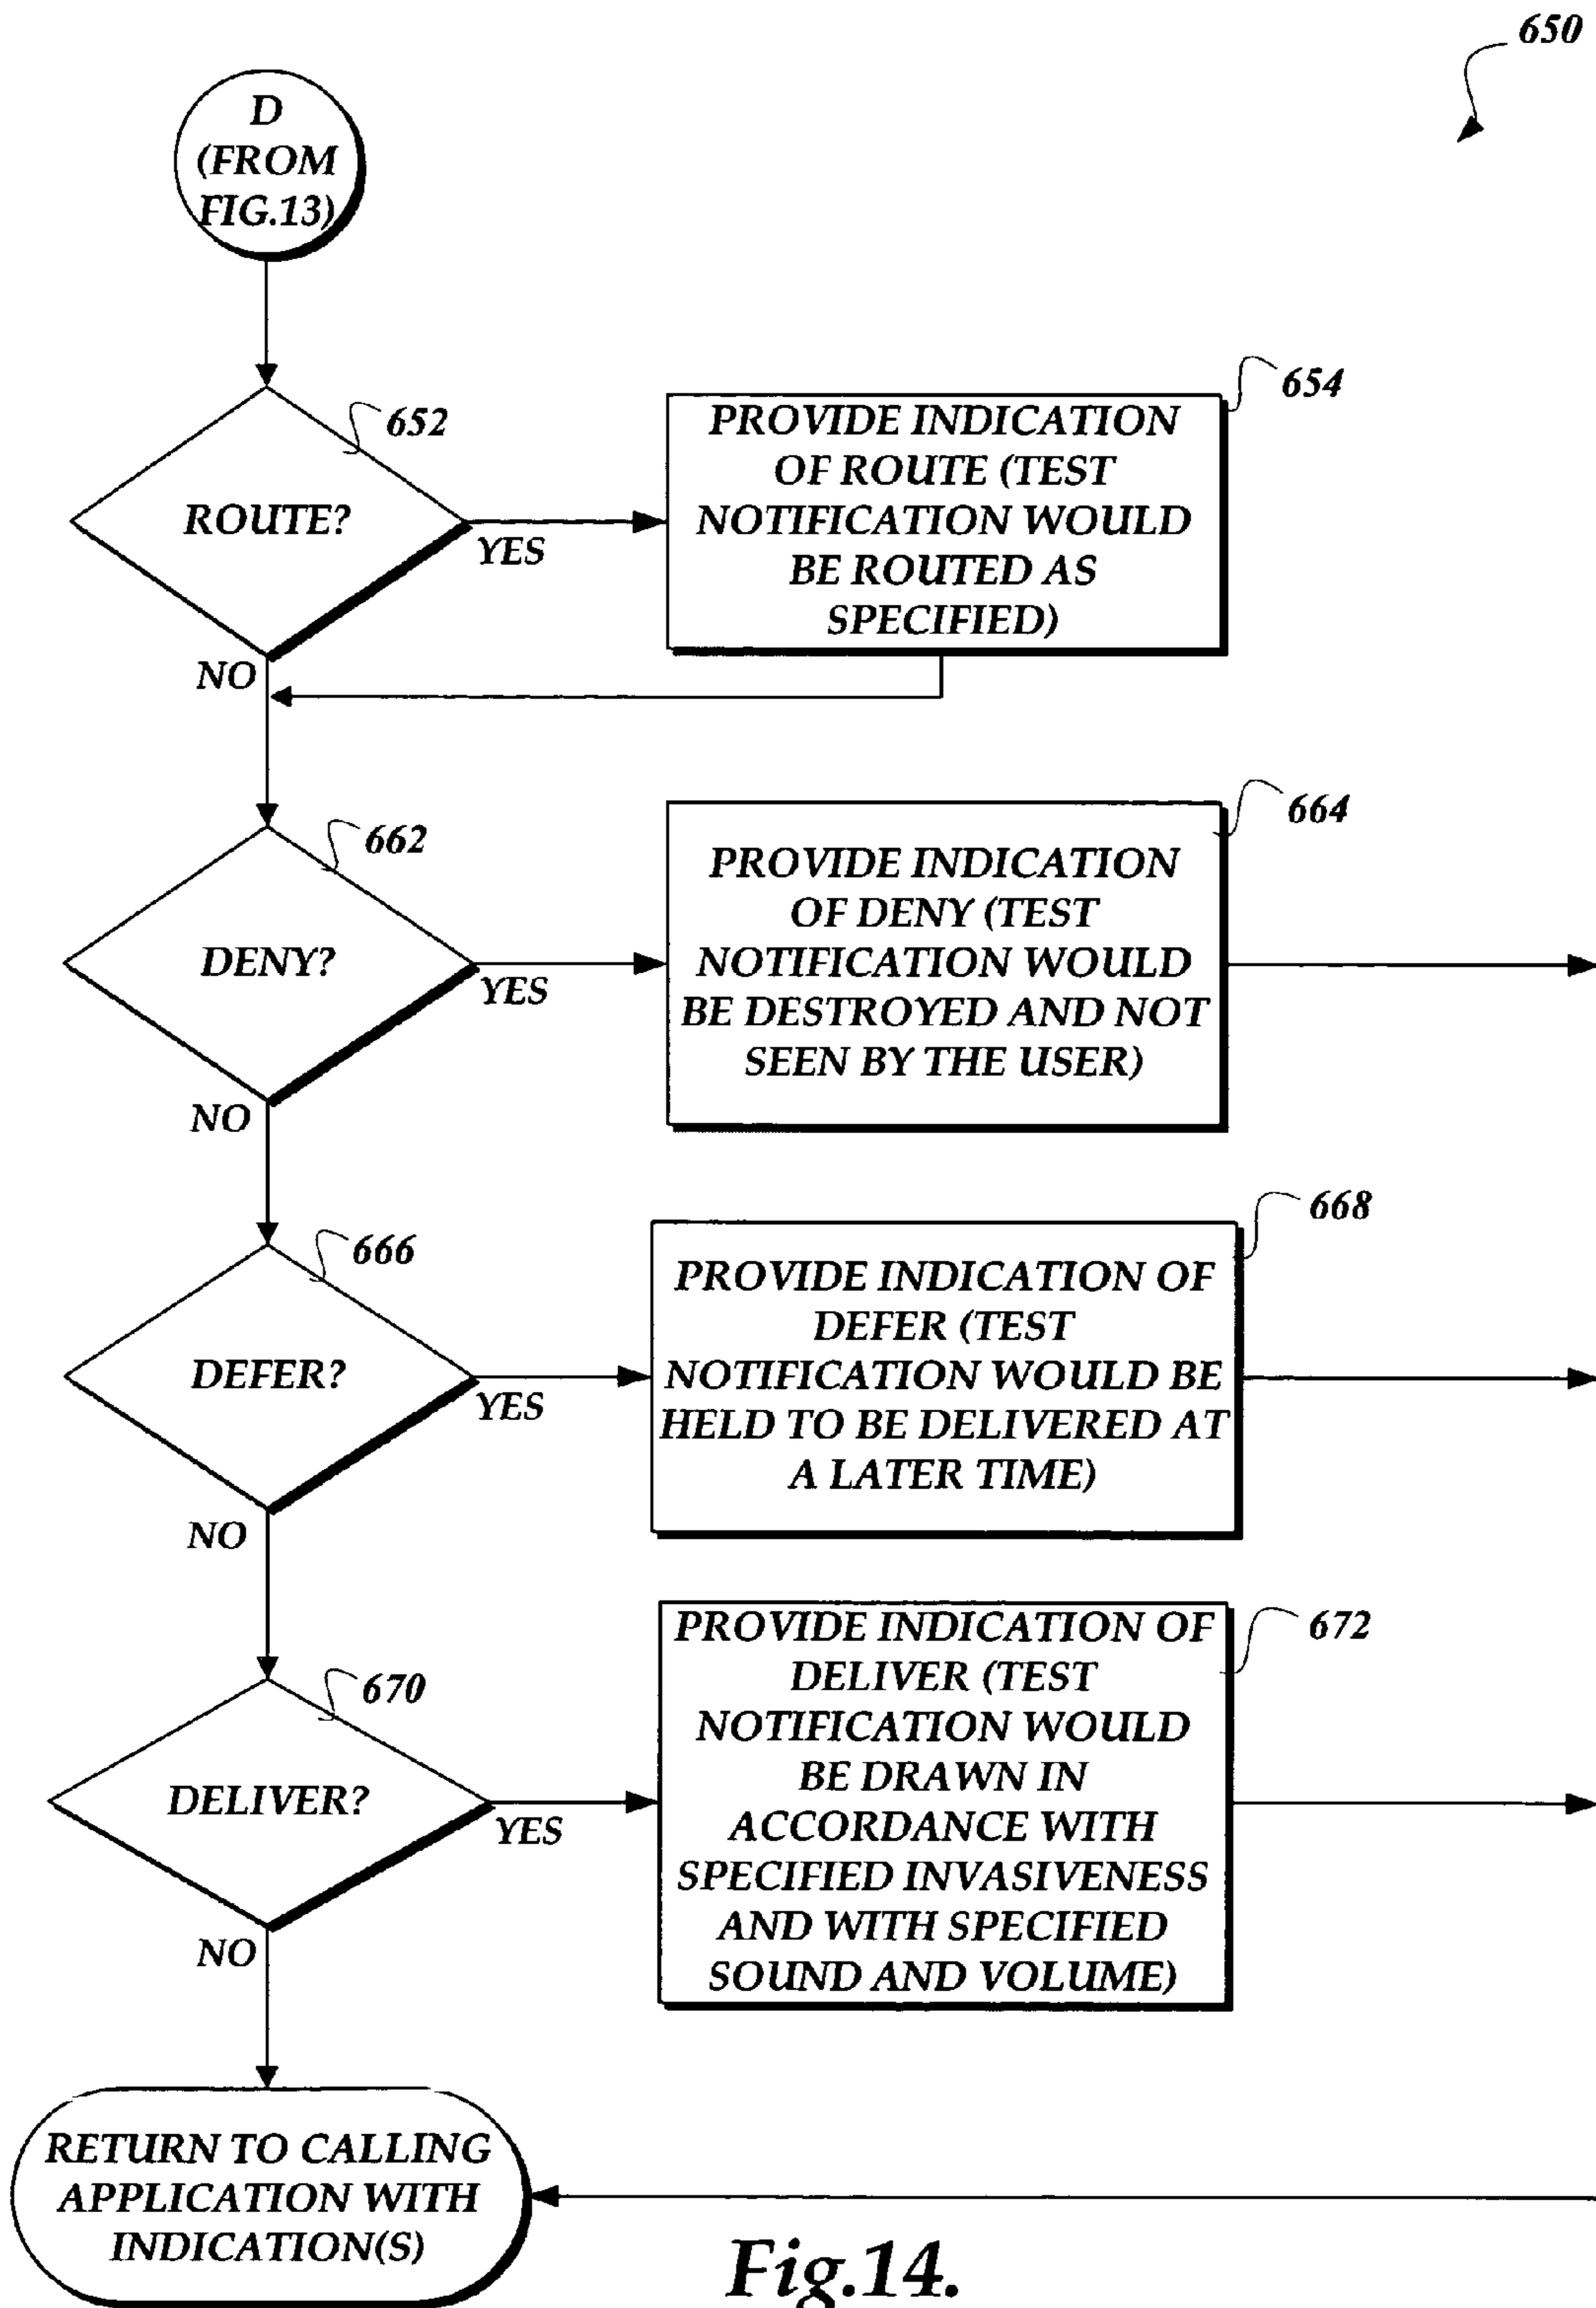 650
D
(FROM
FIG.13)
652
ROUTE?
YES
NO
654
PROVIDE INDICATION
OF ROUTE (TEST
NOTIFICATION WOULD
BE ROUTED AS
SPECIFIED)
662
DENY?
YES
NO
664
PROVIDE INDICATION
OF DENY (TEST
NOTIFICATION WOULD
BE DESTROYED AND NOT
SEEN BY THE USER)
666
DEFER?
YES
NO
668
PROVIDE INDICATION OF
DEFER (TEST
NOTIFICATION WOULD BE
HELD TO BE DELIVERED AT
A LATER TIME)
670
DELIVER?
YES
NO
672
PROVIDE INDICATION OF
DELIVER (TEST
NOTIFICATION WOULD
BE DRAWN IN
ACCORDANCE WITH
SPECIFIED INVASIVENESS
AND WITH SPECIFIED
SOUND AND VOLUME)
RETURN TO CALLING
APPLICATION WITH
INDICATION(S)
Fig.14.